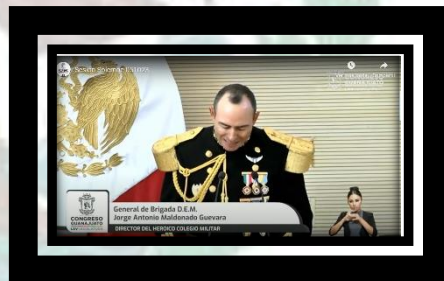 Sesión Solemne
CONGRESO
GUANAJUATO
General de Brigada D.E.M.
Jorge Antonio Maldonado Guevara
DIRECTOR DEL HEROICO COLEGIO MILITAR